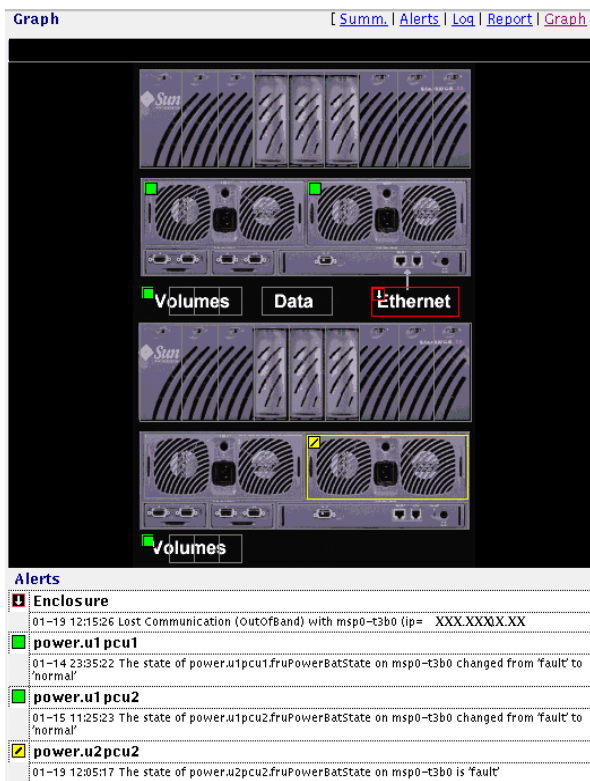 Graph
[ Summ. | Alerts | Log | Report | Graph
Sun
Volumes
Data
Ethernet
Sun
Volumes
Alerts
Enclosure
01-19 12:15:26 Lost Communication (OutOfBand) with msp0-t3b0 (ip= XXX.XXX.X.XX
power.u1pcu1
01-14 23:35:22 The state of power.u1pcu1.fruPowerBatState on msp0-t3b0 changed from 'fault' to
'normal'
power.u1pcu2
01-15 11:25:23 The state of power.u1pcu2.fruPowerBatState on msp0-t3b0 changed from 'fault' to
'normal'
power.u2pcu2
01-19 12:05:17 The state of power.u2pcu2.fruPowerBatState on msp0-t3b0 is 'fault'